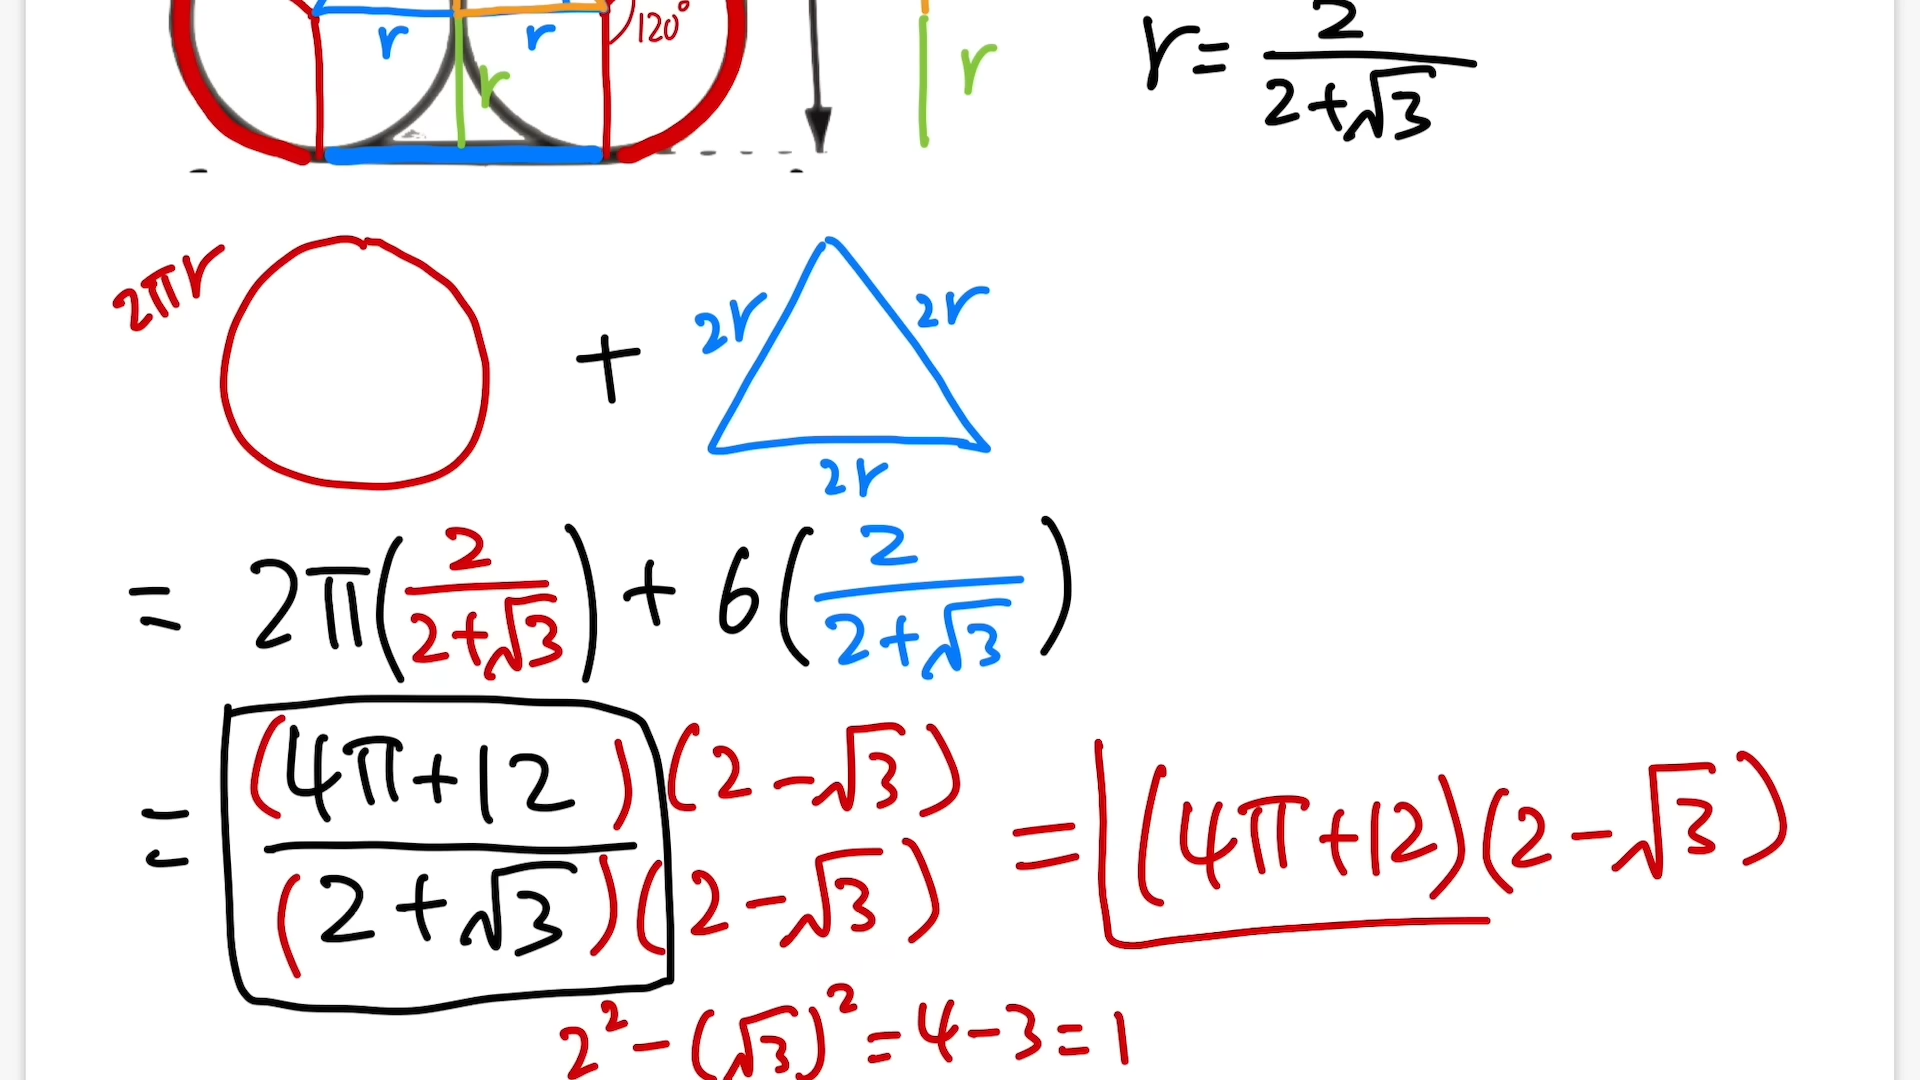 r r 120° r r r = 2/(2+√3)
2πr + 2r 2r
2r
= 2π(2/(2+√3)) + 6(2/(2+√3))
= (4π+12)(2-√3)/(2+√3)(2-√3) = (4π+12)(2-√3)
2² - (√3)² = 4-3 = 1